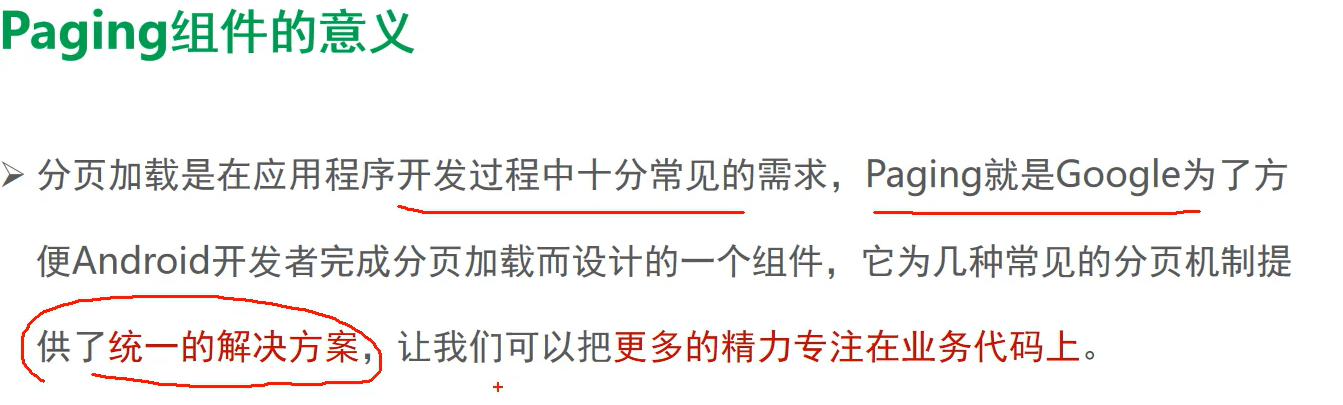 Paging组件的意义
➢ 分页加载是在应用程序开发过程中十分常见的需求，Paging就是Google为了方
便Android开发者完成分页加载而设计的一个组件，它为几种常见的分页机制提
供了统一的解决方案，让我们可以把更多的精力专注在业务代码上。